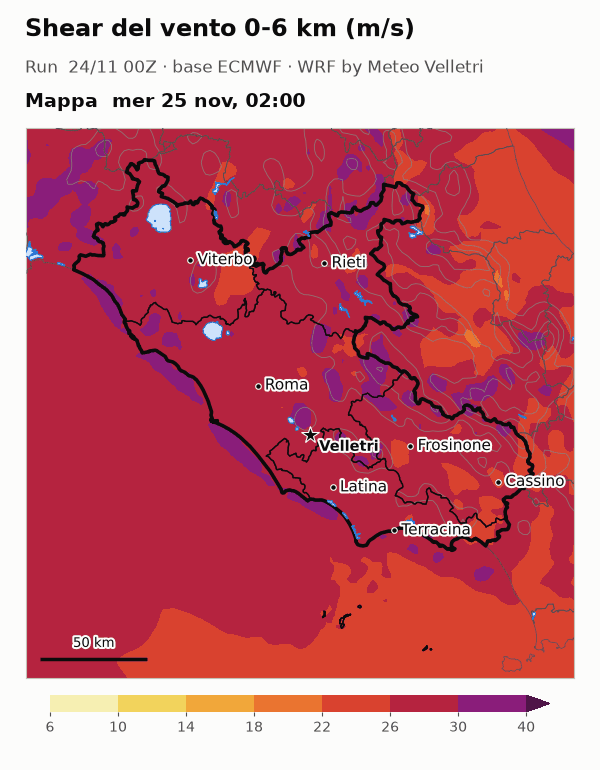 Shear del vento 0-6 km (m/s)
Run 24/11 00Z · base ECMWF · WRF by Meteo Velletri
Mappa mer 25 nov, 02:00
Viterbo
Rieti
Roma
Velletri
Frosinone
Latina
Cassino
Terracina
50 km
6 10 14 18 22 26 30 40